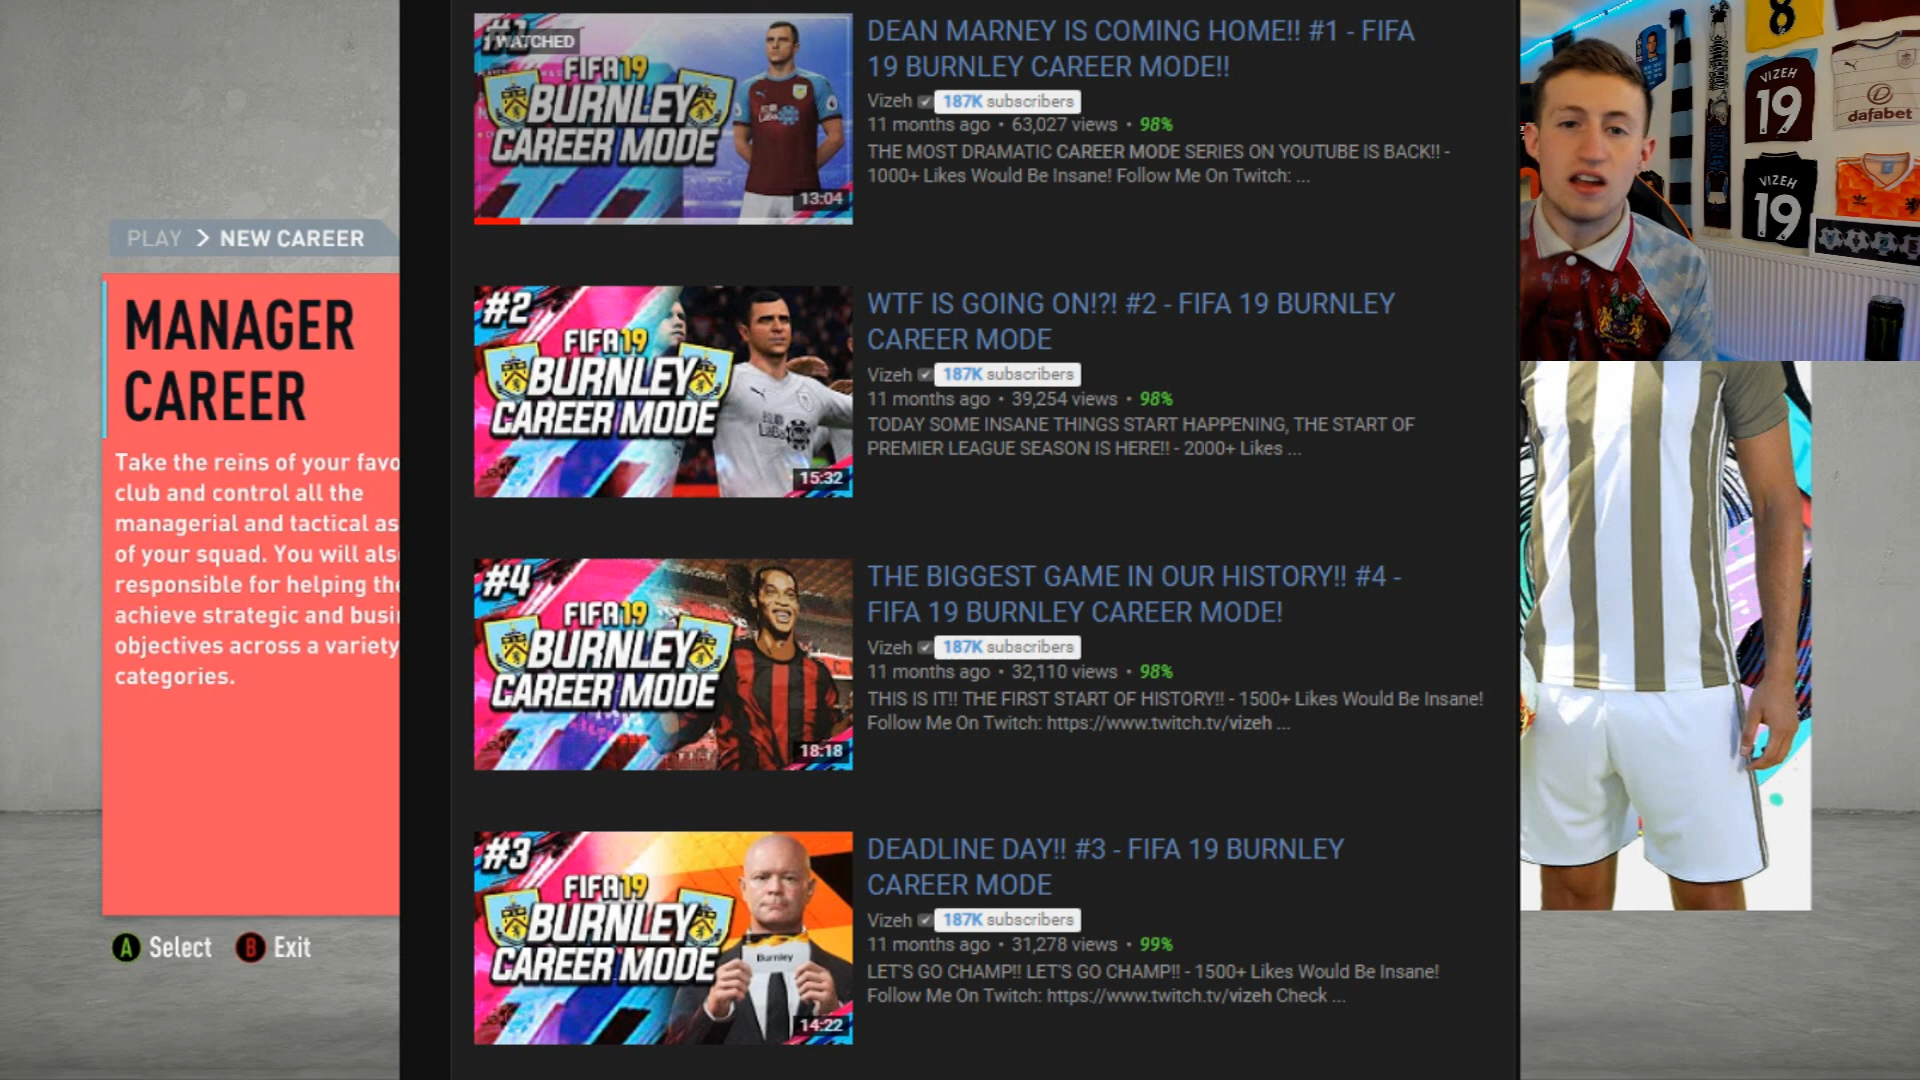 PLAY > NEW CAREER
MANAGER
CAREER
Take the reins of your favo
club and control all the
managerial and tactical as
of your squad. You will als
responsible for helping the
achieve strategic and busi
objectives across a variety
categories.
A Select B Exit
WATCHED
FIFA19
BURNLEY
CAREER MODE
13:04
DEAN MARNEY IS COMING HOME!! #1 - FIFA
19 BURNLEY CAREER MODE!!
Vizeh 187K subscribers
11 months ago • 63,027 views • 98%
THE MOST DRAMATIC CAREER MODE SERIES ON YOUTUBE IS BACK!! -
1000+ Likes Would Be Insane! Follow Me On Twitch: ...
#2
FIFA19
BURNLEY
CAREER MODE
15:32
WTF IS GOING ON!?! #2 - FIFA 19 BURNLEY
CAREER MODE
Vizeh 187K subscribers
11 months ago • 39,254 views • 98%
TODAY SOME INSANE THINGS START HAPPENING, THE START OF
PREMIER LEAGUE SEASON IS HERE!! - 2000+ Likes ...
#4
FIFA19
BURNLEY
CAREER MODE
18:18
THE BIGGEST GAME IN OUR HISTORY!! #4 -
FIFA 19 BURNLEY CAREER MODE!
Vizeh 187K subscribers
11 months ago • 32,110 views • 98%
THIS IS IT!! THE FIRST START OF HISTORY!! - 1500+ Likes Would Be Insane!
Follow Me On Twitch: https://www.twitch.tv/vizeh ...
#3
FIFA19
BURNLEY
CAREER MODE
Burnley
14:22
DEADLINE DAY!! #3 - FIFA 19 BURNLEY
CAREER MODE
Vizeh 187K subscribers
11 months ago • 31,278 views • 99%
LET'S GO CHAMP!! LET'S GO CHAMP!! - 1500+ Likes Would Be Insane!
Follow Me On Twitch: https://www.twitch.tv/vizeh Check ...
8
VIZEH
19
dafabet
VIZEH
19